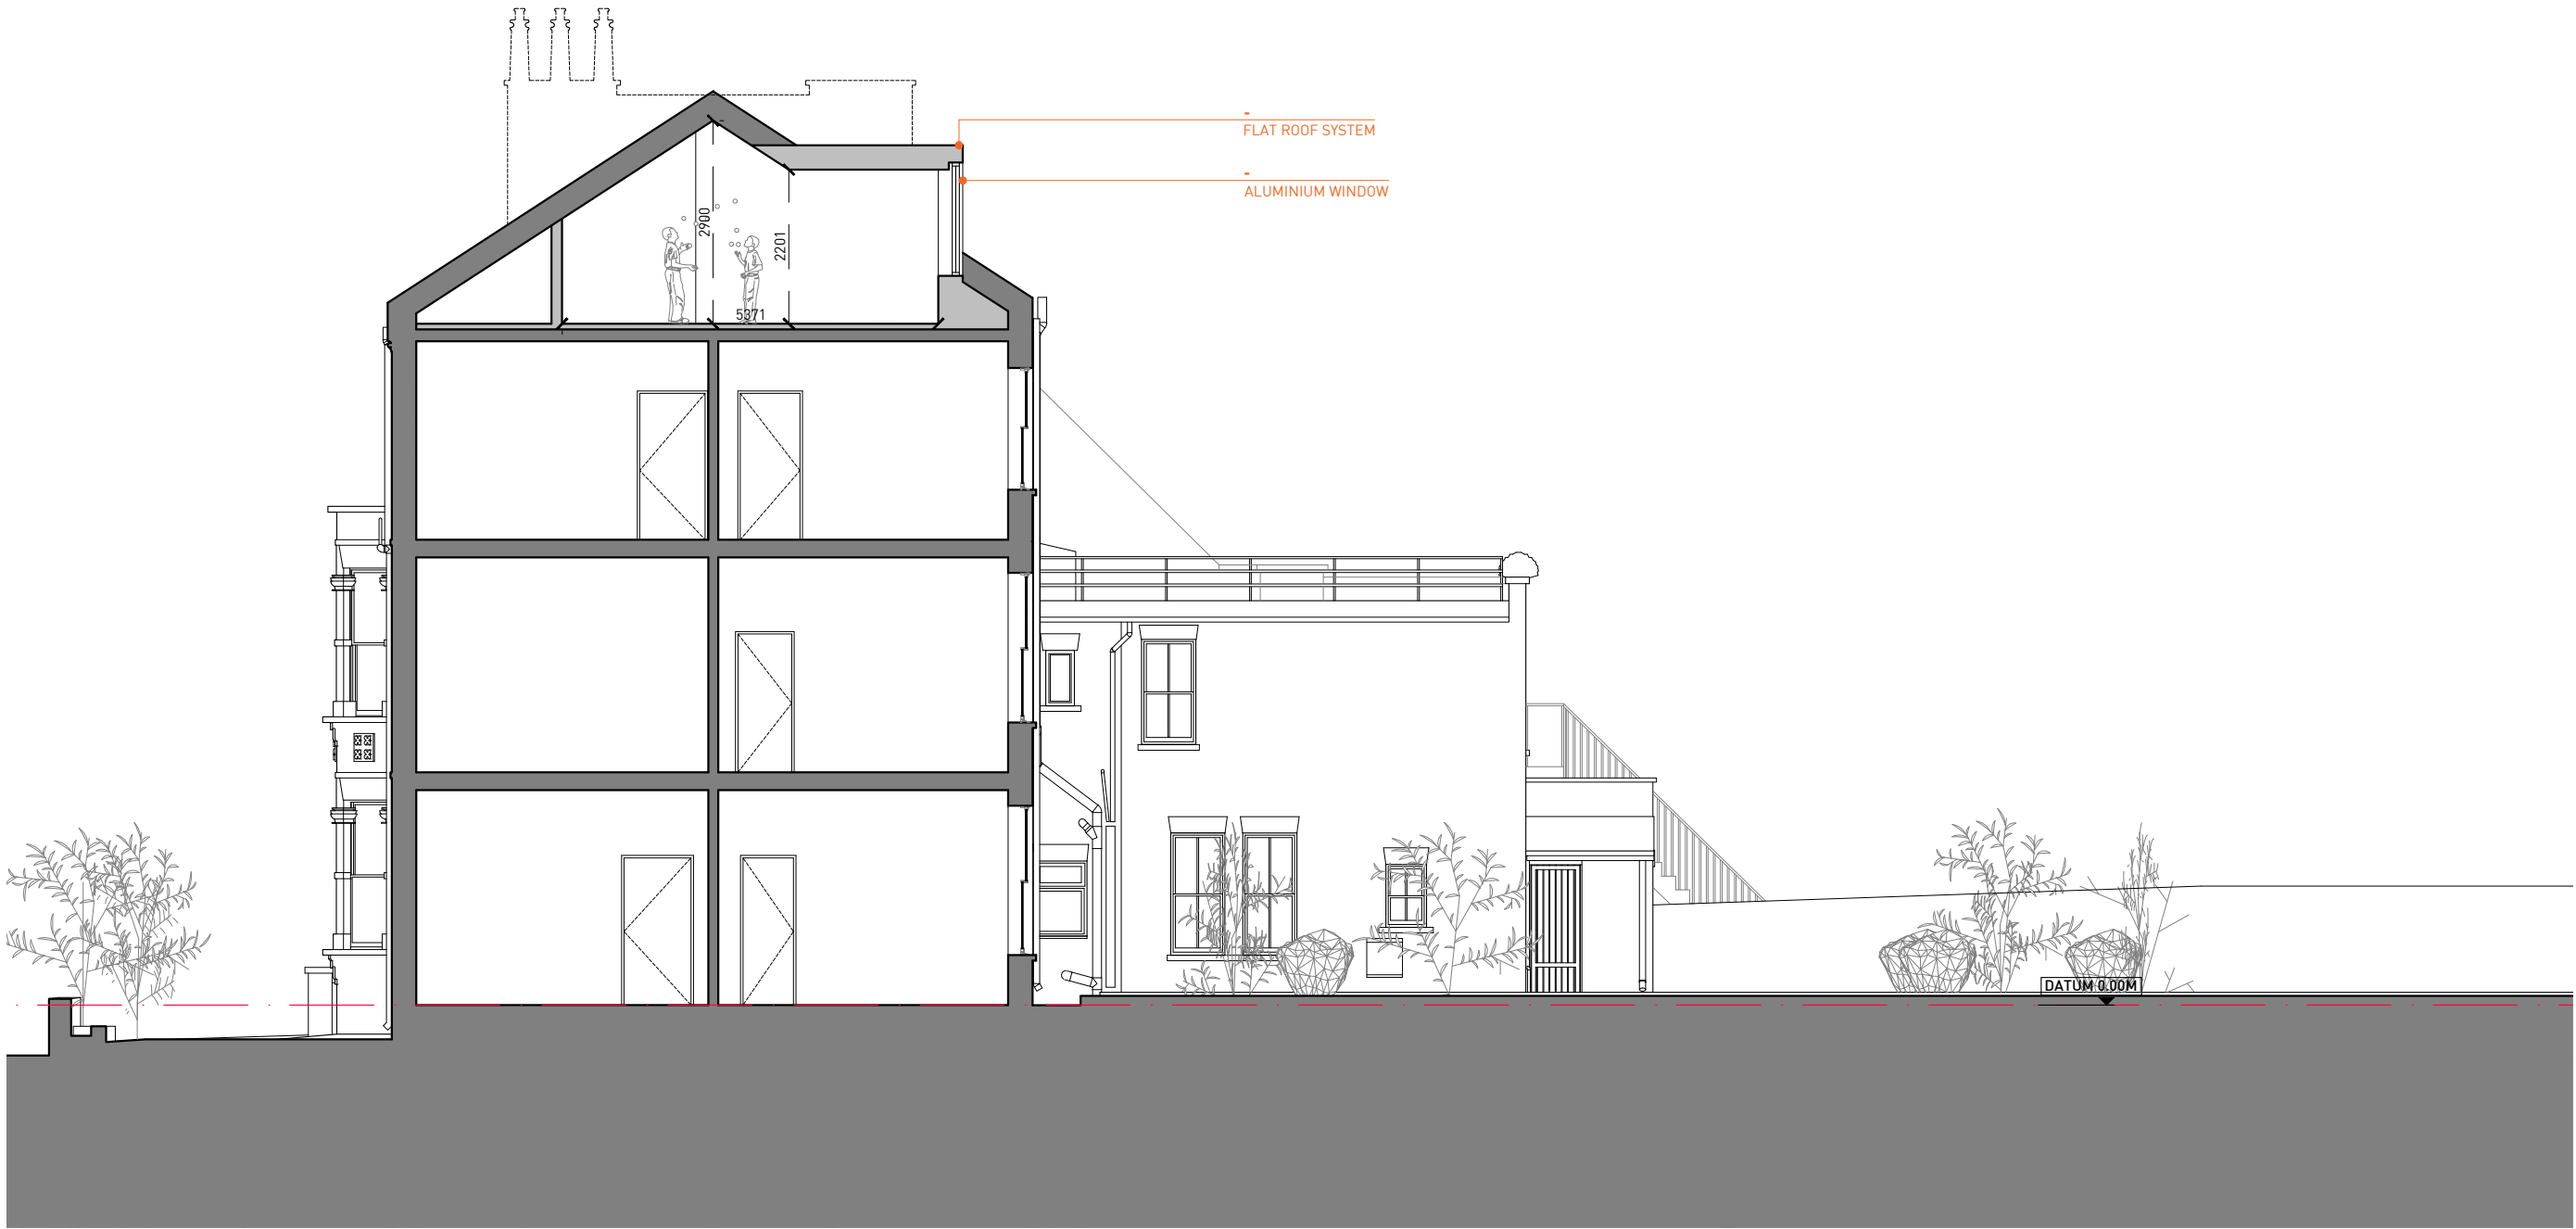 -
FLAT ROOF SYSTEM
-
ALUMINIUM WINDOW
2900
2201
5371
DATUM 0.00M